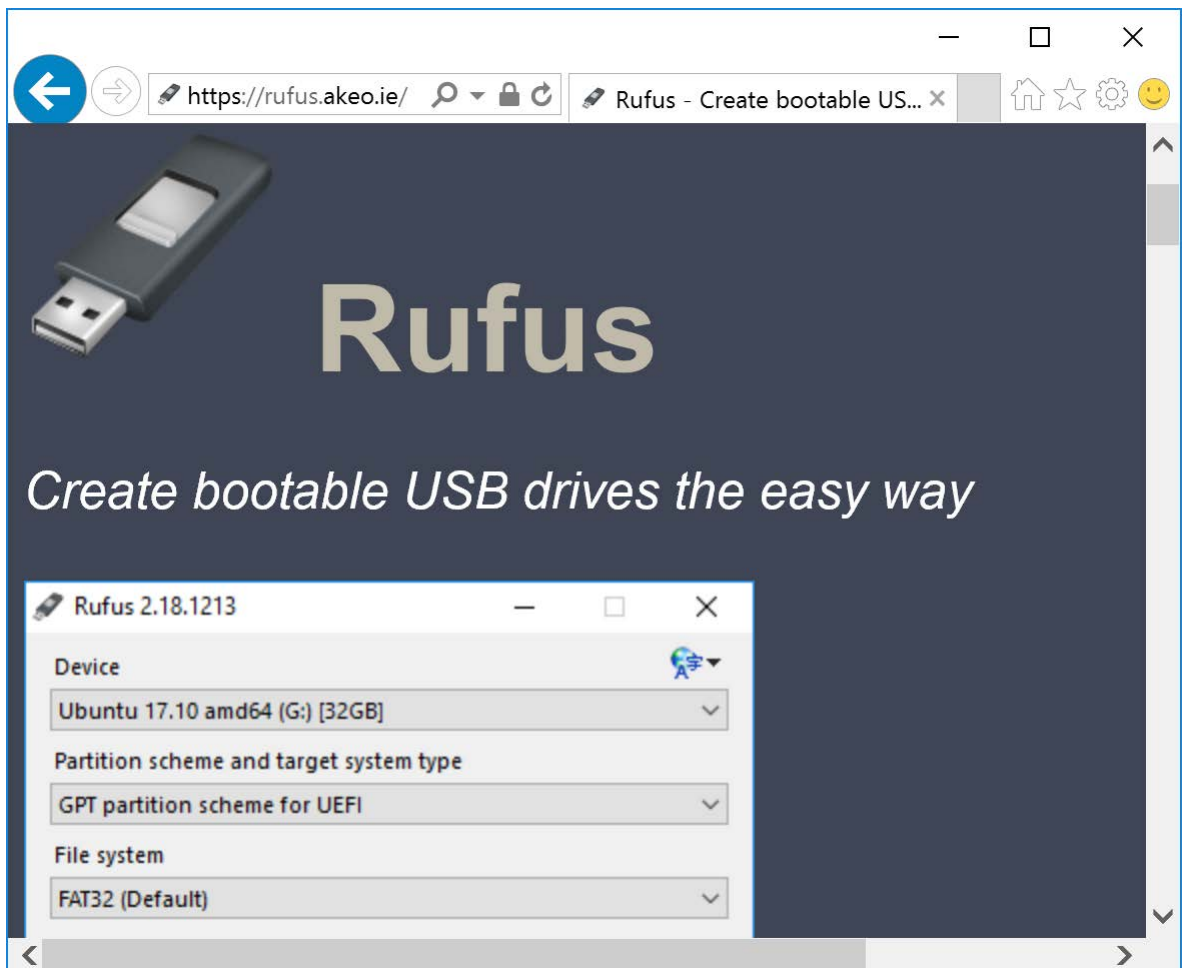 https://rufus.akeo.ie/
Rufus - Create bootable US...
Rufus
Create bootable USB drives the easy way
Rufus 2.18.1213
Device
A字
Ubuntu 17.10 amd64 (G:) [32GB]
Partition scheme and target system type
GPT partition scheme for UEFI
File system
FAT32 (Default)